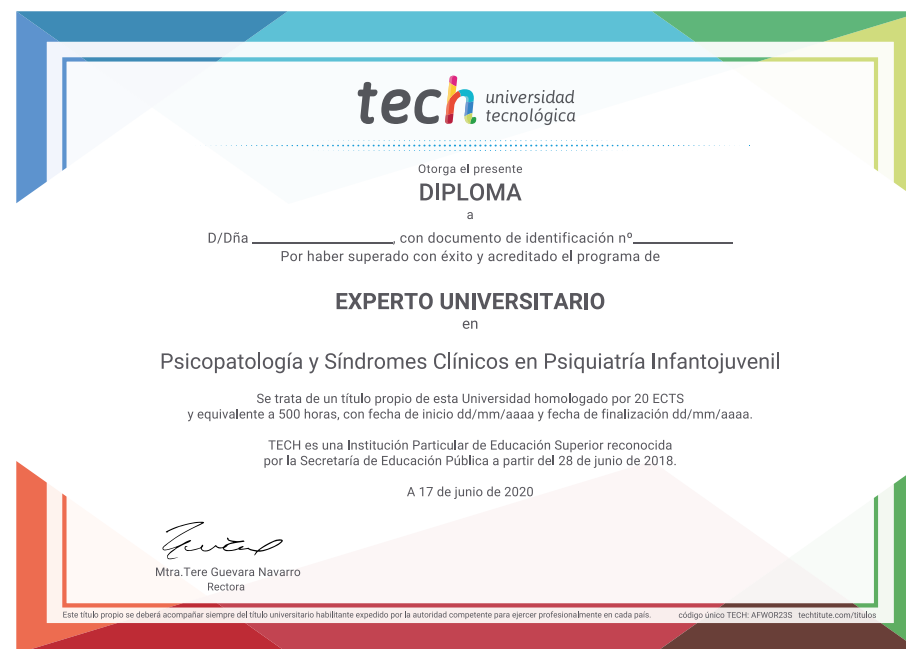 tech universidad
tecnológica
Otorga el presente
DIPLOMA
a
D/Dña ____________________, con documento de identificación nº______________
Por haber superado con éxito y acreditado el programa de
EXPERTO UNIVERSITARIO
en
Psicopatología y Síndromes Clínicos en Psiquiatría Infantojuvenil
Se trata de un título propio de esta Universidad homologado por 20 ECTS
y equivalente a 500 horas, con fecha de inicio dd/mm/aaaa y fecha de finalización dd/mm/aaaa.
TECH es una Institución Particular de Educación Superior reconocida
por la Secretaría de Educación Pública a partir del 28 de junio de 2018.
A 17 de junio de 2020
Mtra.Tere Guevara Navarro
Rectora
Este título propio se deberá acompañar siempre del título universitario habilitante expedido por la autoridad competente para ejercer profesionalmente en cada país. código único TECH: AFWOR23S techtitute.com/titulos